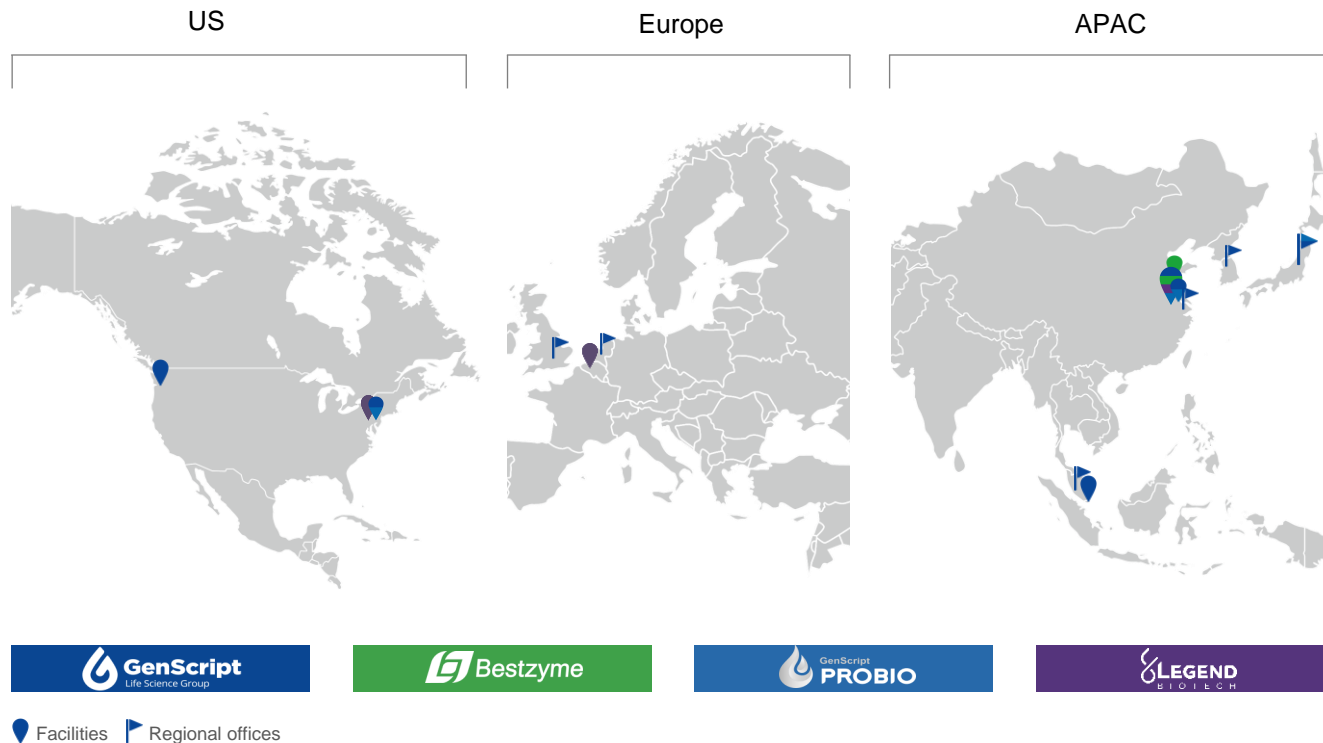 US
Europe
APAC
GenScript
Life Science Group
Bestzyme
GenScript
PROBIO
LEGEND
BIOTECH
Facilities
Regional offices